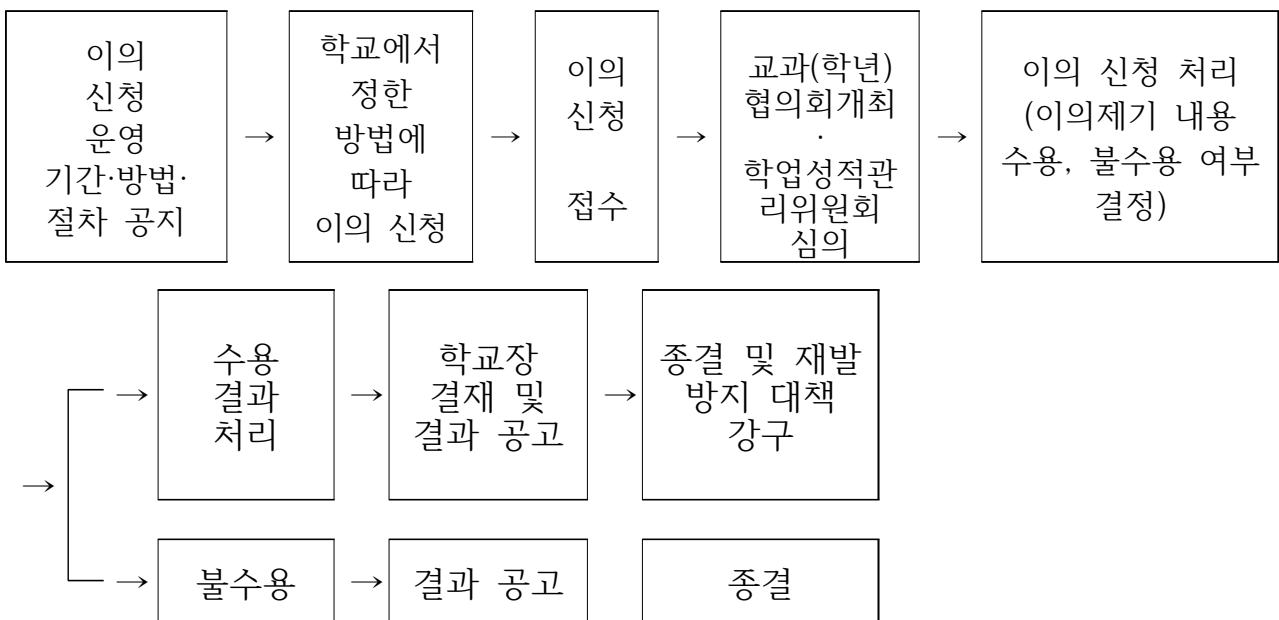 이의
신청
운영
기간·방법·
절차 공지
→
학교에서
정한
방법에
따라
이의 신청
→
이의
신청
접수
→
교과(학년)
협의회개최
·
학업성적관
리위원회
심의
→
이의 신청 처리
(이의제기 내용
수용, 불수용 여부
결정)
→
→
수용
결과
처리
→
학교장
결재 및
결과 공고
→
종결 및 재발
방지 대책
강구
→
불수용
→
결과 공고
종결